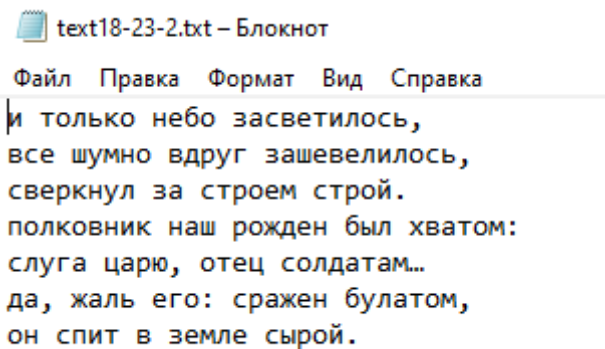 text18-23-2.txt – Блокнот
Файл Правка Формат Вид Справка
и только небо засветилось,
все шумно вдруг зашевелилось,
сверкнул за строем строй.
полковник наш рожден был хватом:
слуга царю, отец солдатам…
да, жаль его: сражен булатом,
он спит в земле сырой.